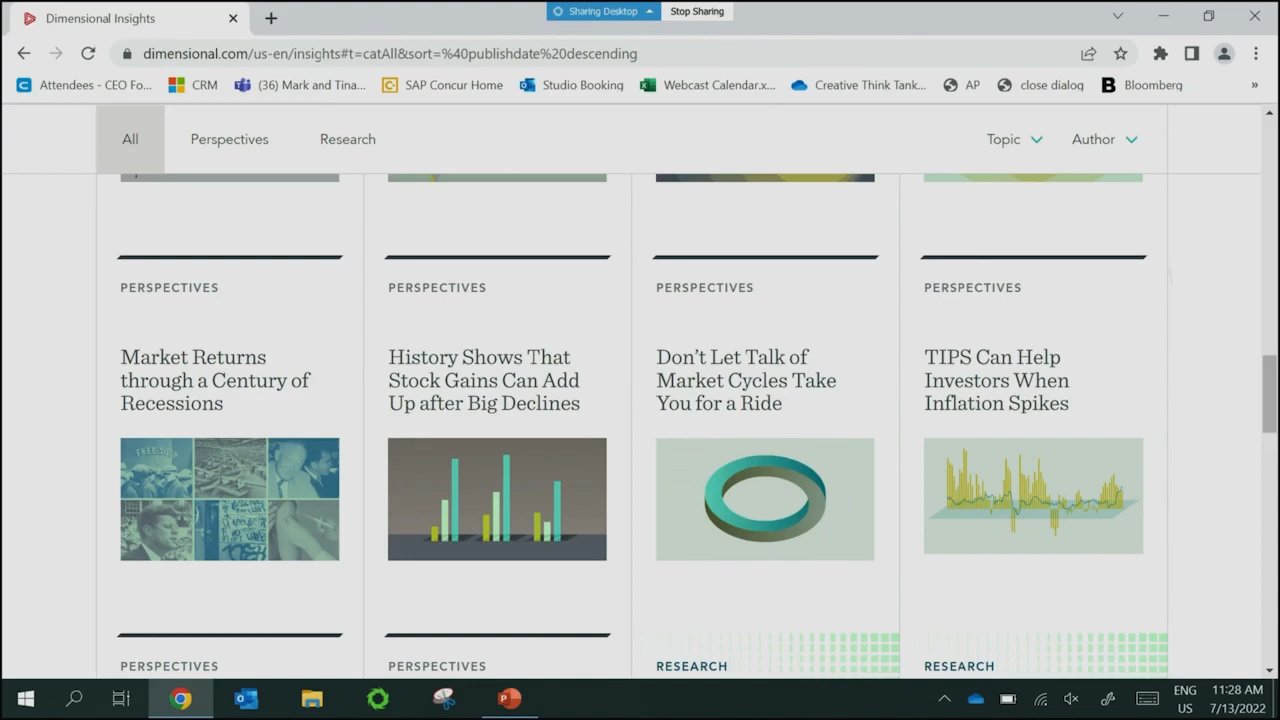 Dimensional Insights
Sharing Desktop
Stop Sharing
dimensional.com/us-en/insights#t=catAll&sort=%40publishdate%20descending
Attendees - CEO Fo...
CRM
(36) Mark and Tina...
SAP Concur Home
Studio Booking
Webcast Calendar.x...
Creative Think Tank...
AP
close dialog
B Bloomberg
»
All
Perspectives
Research
Topic
Author
PERSPECTIVES
PERSPECTIVES
PERSPECTIVES
PERSPECTIVES
Market Returns
through a Century of
Recessions
History Shows That
Stock Gains Can Add
Up after Big Declines
Don't Let Talk of
Market Cycles Take
You for a Ride
TIPS Can Help
Investors When
Inflation Spikes
FREE SOUP
PERSPECTIVES
PERSPECTIVES
RESEARCH
RESEARCH
ENG
US
11:28 AM
7/13/2022